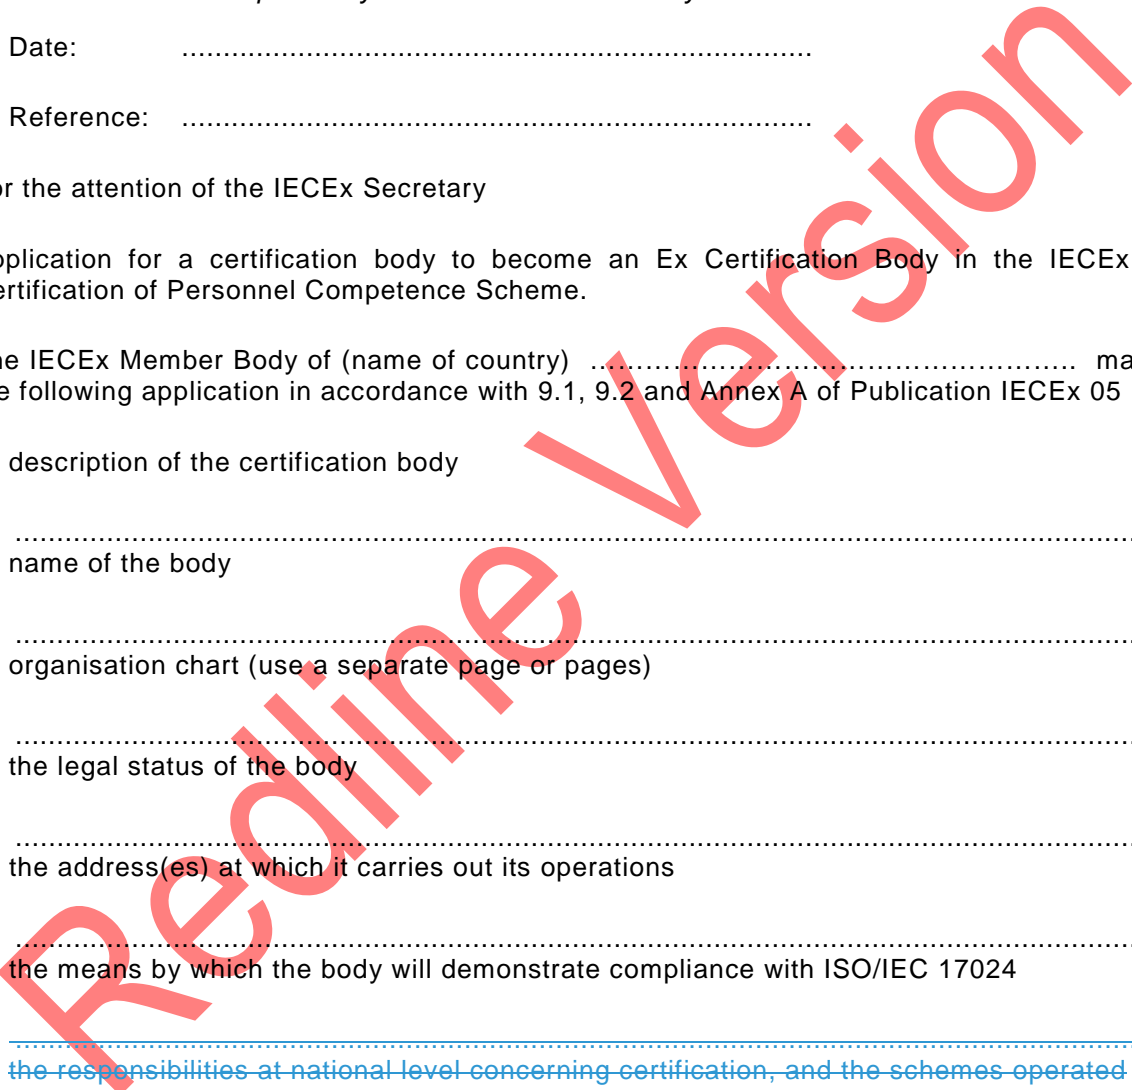 Date: ......................................................................
Reference: ......................................................................
the attention of the IECEx Secretary
for a certification body to become an Ex Certification Body in the IECEx
of Personnel Competence Scheme.
IECEx Member Body of (name of country) ...................................................... ma
following application in accordance with 9.1, 9.2 and Annex A of Publication IECEx 05
description of the certification body
......................................................................
name of the body
......................................................................
organisation chart (use a separate page or pages)
......................................................................
the legal status of the body
......................................................................
the address(es) at which it carries out its operations
......................................................................
the means by which the body will demonstrate compliance with ISO/IEC 17024
......................................................................
the responsibilities at national level concerning certification, and the schemes operated
Redline Version